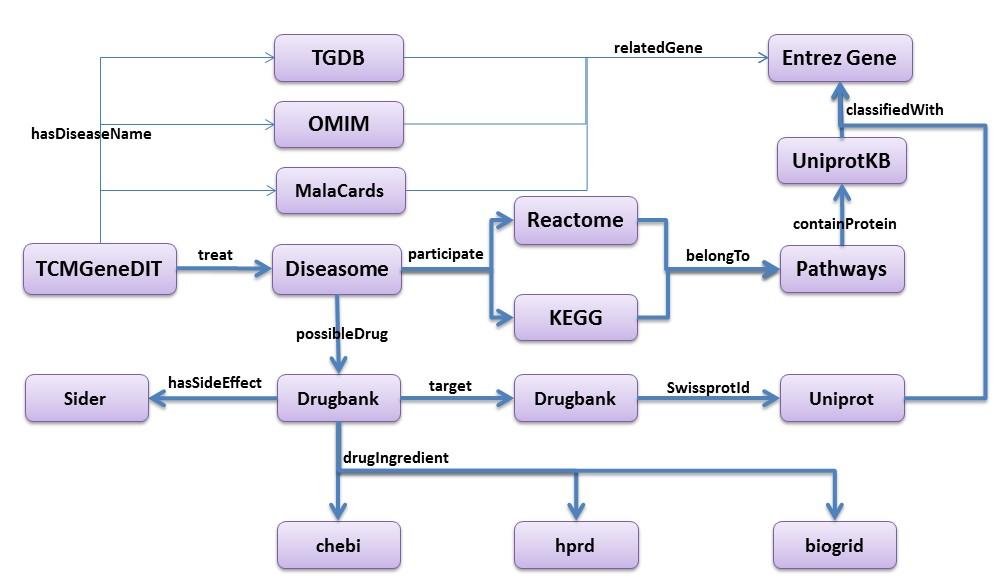 TGDB
relatedGene
Entrez Gene
classifiedWith
OMIM
hasDiseaseName
UniprotKB
MalaCards
Reactome
containProtein
TCMGeneDIT
treat
Diseasome
participate
belongTo
Pathways
KEGG
possibleDrug
Sider
hasSideEffect
Drugbank
target
Drugbank
SwissprotId
Uniprot
drugIngredient
chebi
hprd
biogrid